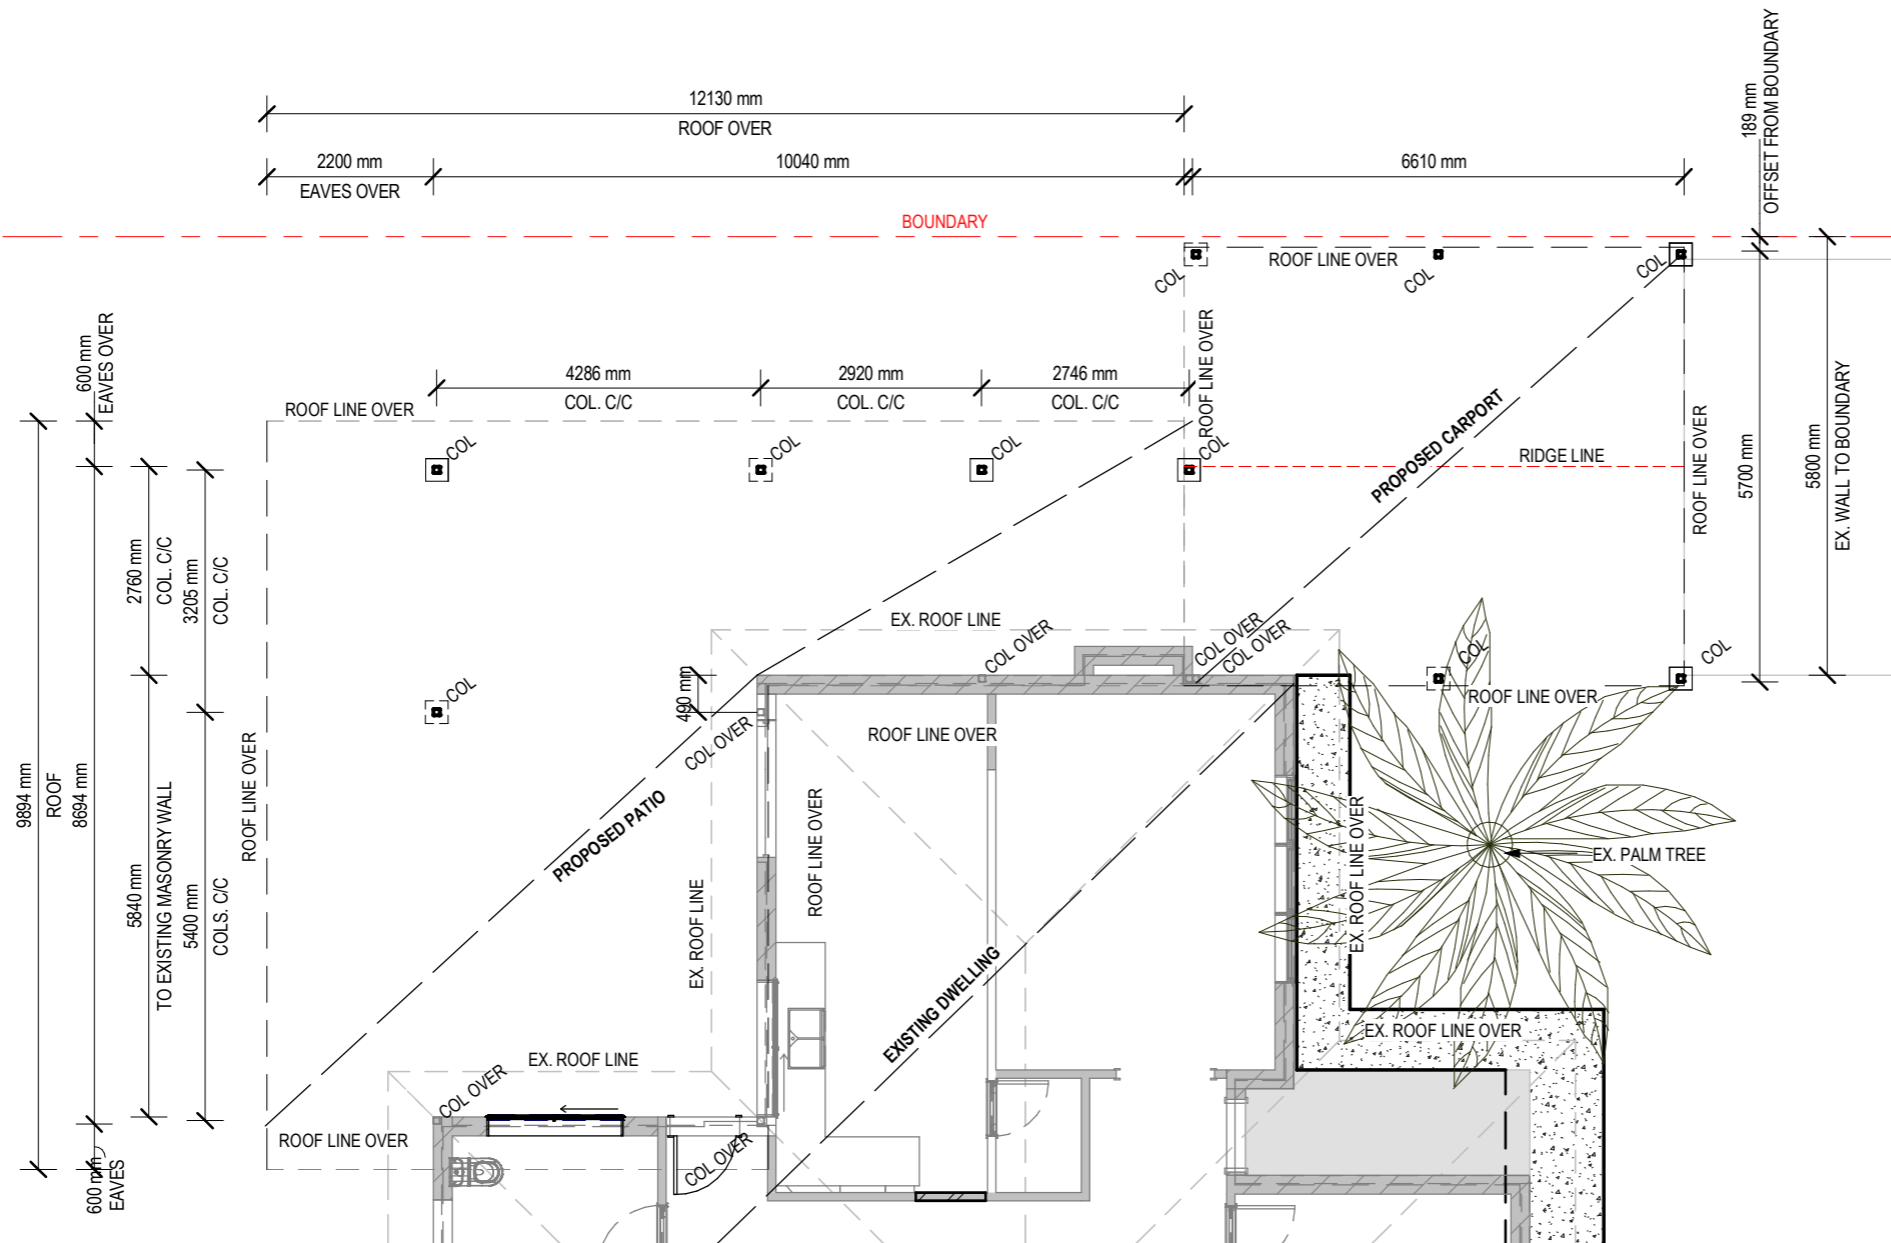 12130 mm
ROOF OVER
2200 mm
EAVES OVER
10040 mm
6610 mm
189 mm
OFFSET FROM BOUNDARY
BOUNDARY
COL
ROOF LINE OVER
COL
COL
600 mm
EAVES OVER
ROOF LINE OVER
4286 mm
COL. C/C
2920 mm
COL. C/C
2746 mm
COL. C/C
ROOF LINE OVER
PROPOSED CARPORT
RIDGE LINE
ROOF LINE OVER
5700 mm
5800 mm
EX. WALL TO BOUNDARY
COL
COL
COL
COL
2760 mm
COL. C/C
3205 mm
COL. C/C
EX. ROOF LINE
COL OVER
COL OVER
COL OVER
COL
COL
ROOF LINE OVER
COL
490 mm
COL OVER
ROOF LINE OVER
9894 mm
ROOF
8694 mm
5840 mm
TO EXISTING MASONRY WALL
5400 mm
COLS. C/C
ROOF LINE OVER
PROPOSED PATIO
EX. ROOF LINE
ROOF LINE OVER
EXISTING DWELLING
EX. ROOF LINE OVER
EX. PALM TREE
EX. ROOF LINE OVER
EX. ROOF LINE
COL OVER
ROOF LINE OVER
COL OVER
600 mm
EAVES